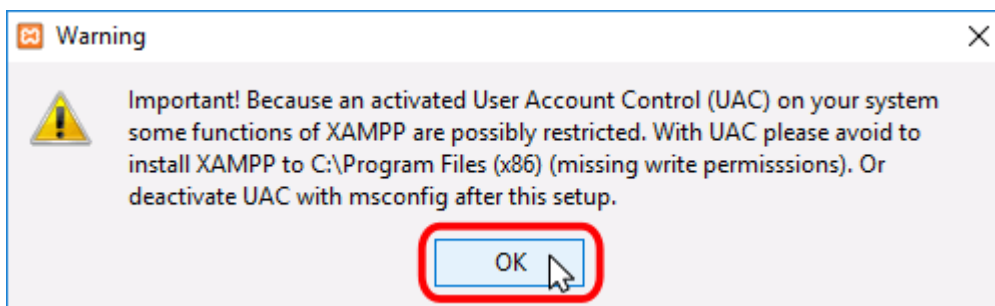 Warning
Important! Because an activated User Account Control (UAC) on your system
some functions of XAMPP are possibly restricted. With UAC please avoid to
install XAMPP to C:\Program Files (x86) (missing write permisssions). Or
deactivate UAC with msconfig after this setup.
OK